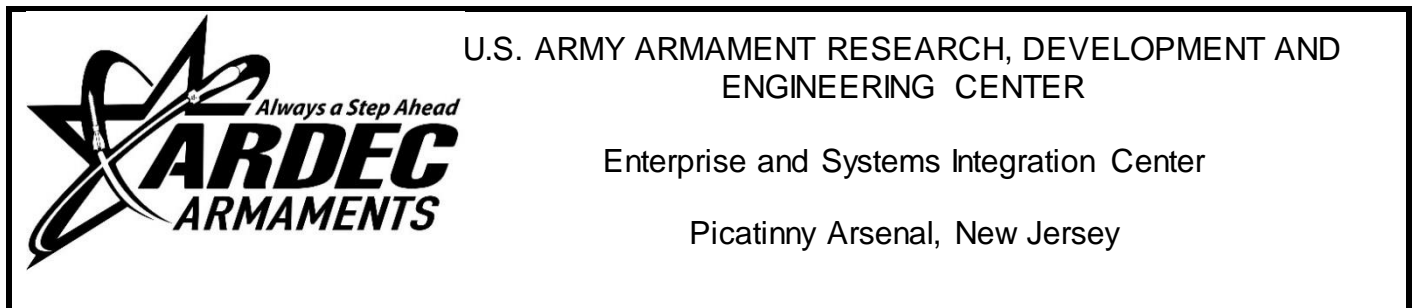 Always a Step Ahead
ARDEC
ARMAMENTS
U.S. ARMY ARMAMENT RESEARCH, DEVELOPMENT AND
ENGINEERING CENTER
Enterprise and Systems Integration Center
Picatinny Arsenal, New Jersey